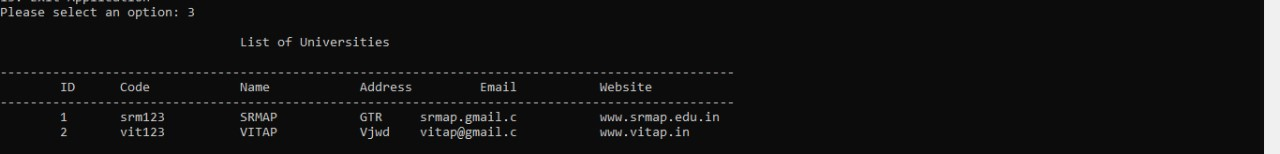 Please select an option: 3
List of Universities
--------------------------------------------------------------------------------------------------
ID Code Name Address Email Website
--------------------------------------------------------------------------------------------------
1 srm123 SRMAP GTR srmap.gmail.c www.srmap.edu.in
2 vit123 VITAP Vjwd vitap@gmail.c www.vitap.in